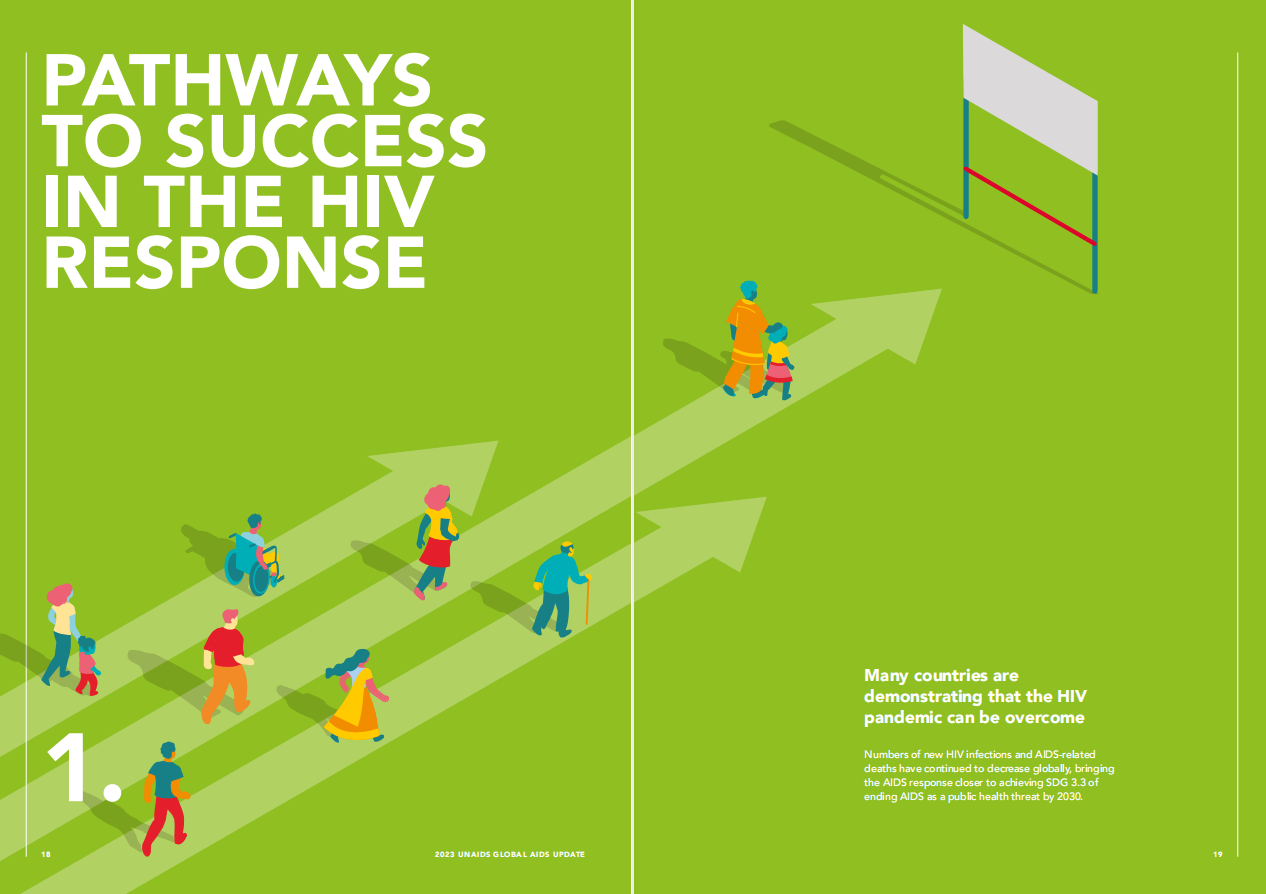 PATHWAYS
TO SUCCESS
IN THE HIV
RESPONSE
1.
18
2023 UNAIDS GLOBAL AIDS UPDATE
Many countries are
demonstrating that the HIV
pandemic can be overcome
Numbers of new HIV infections and AIDS-related
deaths have continued to decrease globally, bringing
the AIDS response closer to achieving SDG 3.3 of
ending AIDS as a public health threat by 2030.
19